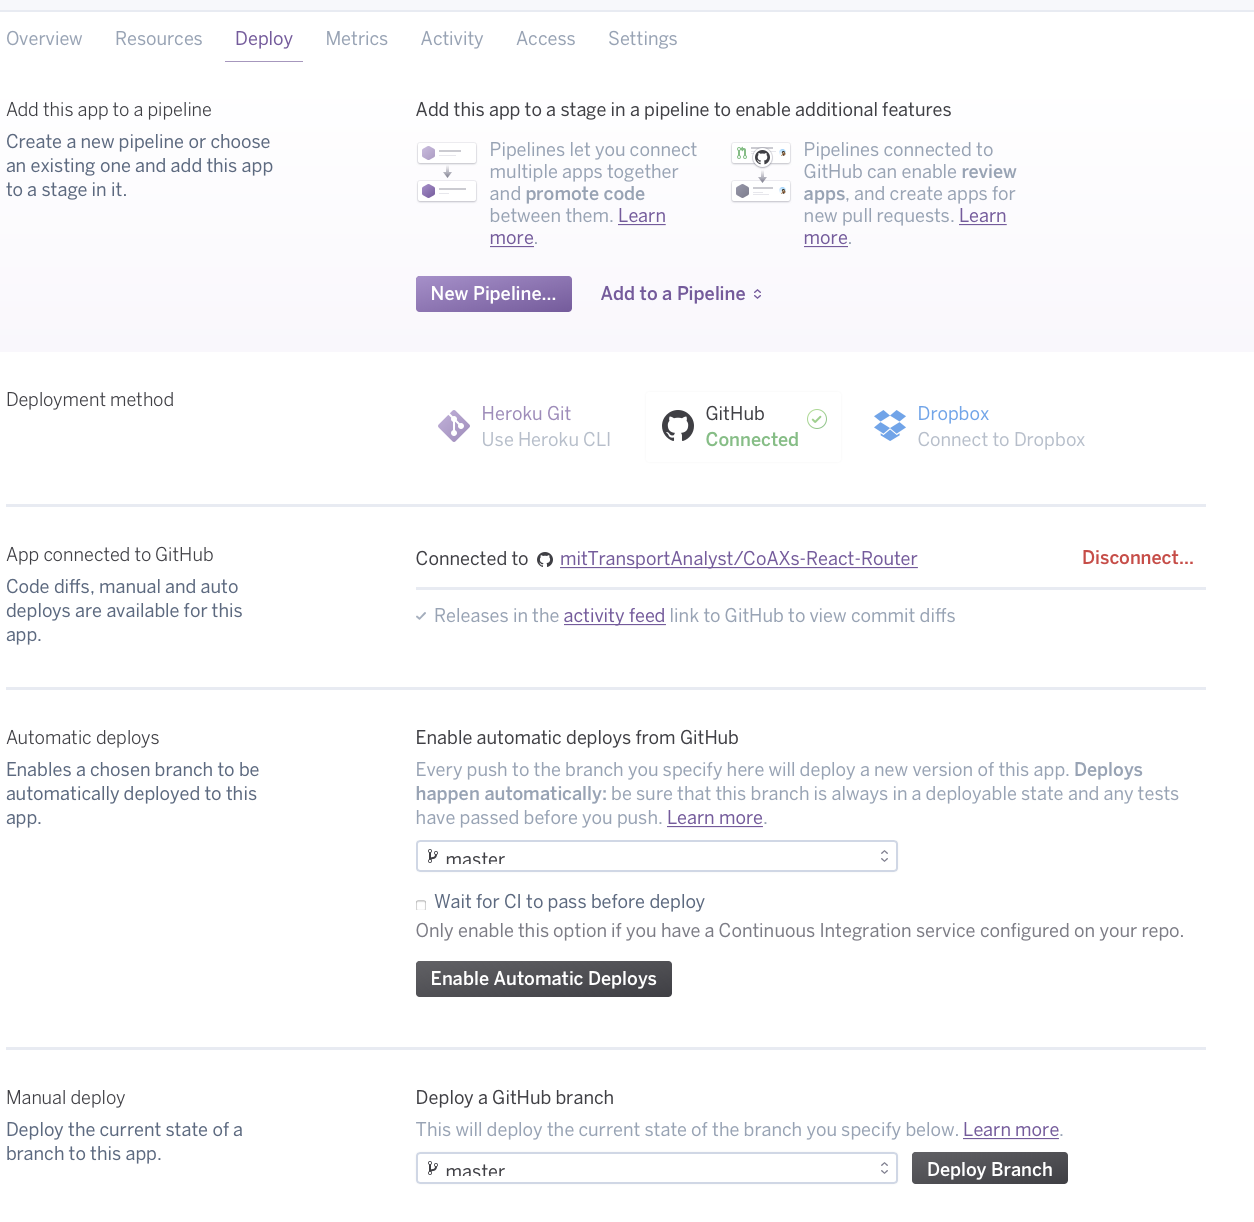 Overview Resources Deploy Metrics Activity Access Settings
Add this app to a pipeline
Create a new pipeline or choose
an existing one and add this app
to a stage in it.
Add this app to a stage in a pipeline to enable additional features
Pipelines let you connect
multiple apps together
and promote code
between them. Learn
more.
Pipelines connected to
GitHub can enable review
apps, and create apps for
new pull requests. Learn
more.
New Pipeline... Add to a Pipeline
Deployment method
Heroku Git
Use Heroku CLI
GitHub
Connected
Dropbox
Connect to Dropbox
App connected to GitHub
Code diffs, manual and auto
deploys are available for this
app.
Connected to mitTransportAnalyst/CoAXs-React-Router Disconnect...
Releases in the activity feed link to GitHub to view commit diffs
Automatic deploys
Enables a chosen branch to be
automatically deployed to this
app.
Enable automatic deploys from GitHub
Every push to the branch you specify here will deploy a new version of this app. Deploys
happen automatically: be sure that this branch is always in a deployable state and any tests
have passed before you push. Learn more.
master
Wait for CI to pass before deploy
Only enable this option if you have a Continuous Integration service configured on your repo.
Enable Automatic Deploys
Manual deploy
Deploy the current state of a
branch to this app.
Deploy a GitHub branch
This will deploy the current state of the branch you specify below. Learn more.
master Deploy Branch